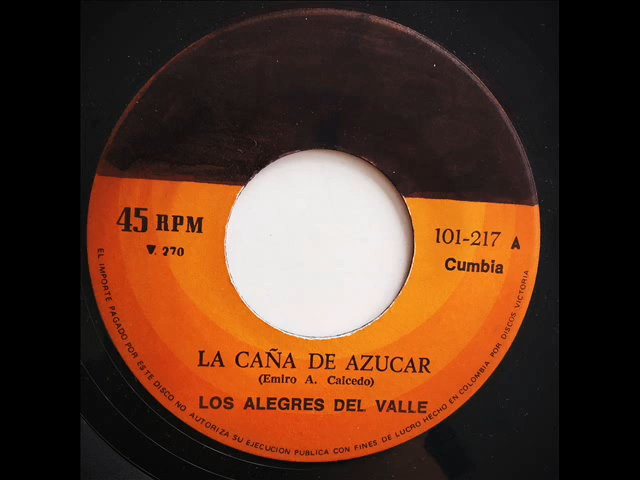 45 RPM
V. 270
101-217 A
Cumbia
LA CAÑA DE AZUCAR
(Emiro A. Caicedo)
LOS ALEGRES DEL VALLE
EL IMPORTE PAGADO POR ESTE DISCO NO AUTORIZA SU EJECUCION PUBLICA CON FINES DE LUCRO HECHO EN COLOMBIA POR DISCOS VICTORIA